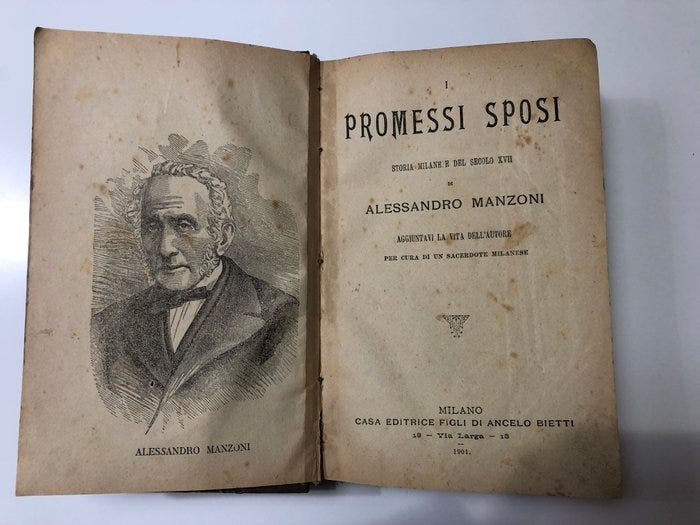 ALESSANDRO MANZONI
I
PROMESSI SPOSI
STORIA MILANESE DEL SECOLO XVII
DI
ALESSANDRO MANZONI
AGGIUNTAVI LA VITA DELL'AUTORE
PER CURA DI UN SACERDOTE MILANESE
MILANO
CASA EDITRICE FIGLI DI ANGELO BIETTI
18 — Via Larga — 18
1901.